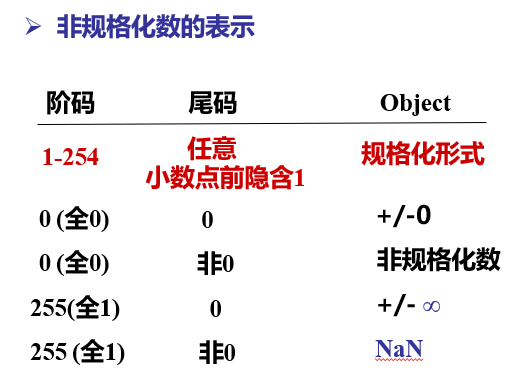 ➢ 非规格化数的表示
阶码 尾码 Object
1-254 任意 规格化形式
小数点前隐含1
0 (全0) 0 +/-0
0 (全0) 非0 非规格化数
255(全1) 0 +/- ∞
255 (全1) 非0 NaN